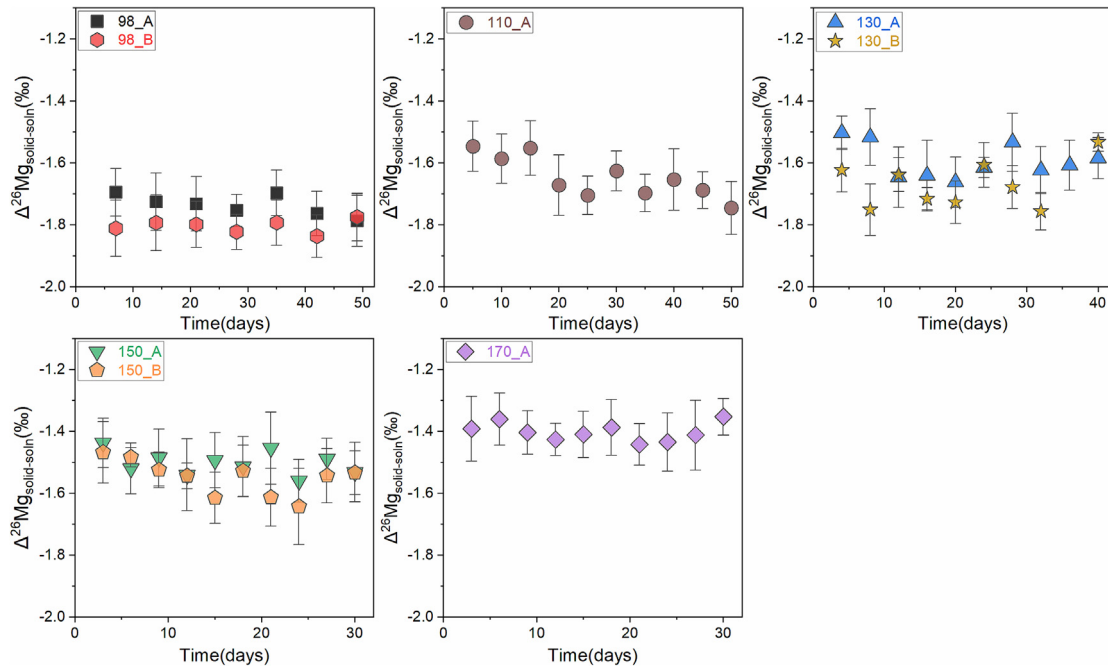 98_A
98_B
-1.2
-1.4
-1.6
-1.8
-2.0
Δ26Mgsolid-soln(‰)
0 10 20 30 40 50
Time(days)
110_A
-1.2
-1.4
-1.6
-1.8
-2.0
Δ26Mgsolid-soln(‰)
0 10 20 30 40 50
Time(days)
130_A
130_B
-1.2
-1.4
-1.6
-1.8
-2.0
Δ26Mgsolid-soln(‰)
0 10 20 30 40
Time(days)
150_A
150_B
-1.2
-1.4
-1.6
-1.8
-2.0
Δ26Mgsolid-soln(‰)
0 10 20 30
Time(days)
170_A
-1.2
-1.4
-1.6
-1.8
-2.0
Δ26Mgsolid-soln(‰)
0 10 20 30
Time(days)